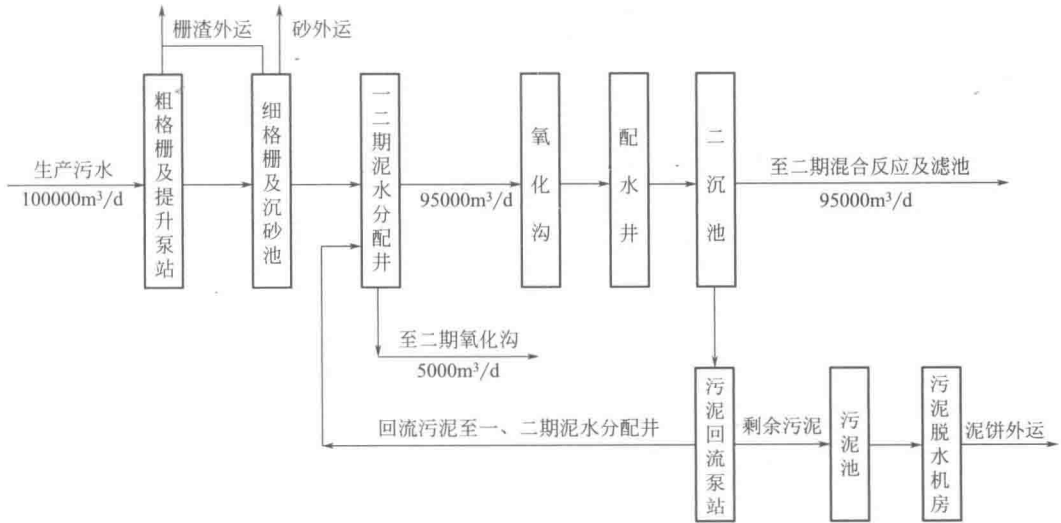 栅渣外运
砂外运
粗格栅及提升泵站
细格栅及沉砂池
一二期泥水分配井
氧化沟
配水井
二沉池
生产污水
100000m³/d
95000m³/d
至二期混合反应及滤池
95000m³/d
至二期氧化沟
5000m³/d
回流污泥至一、二期泥水分配井
污泥回流泵站
剩余污泥
污泥池
污泥脱水机房
泥饼外运